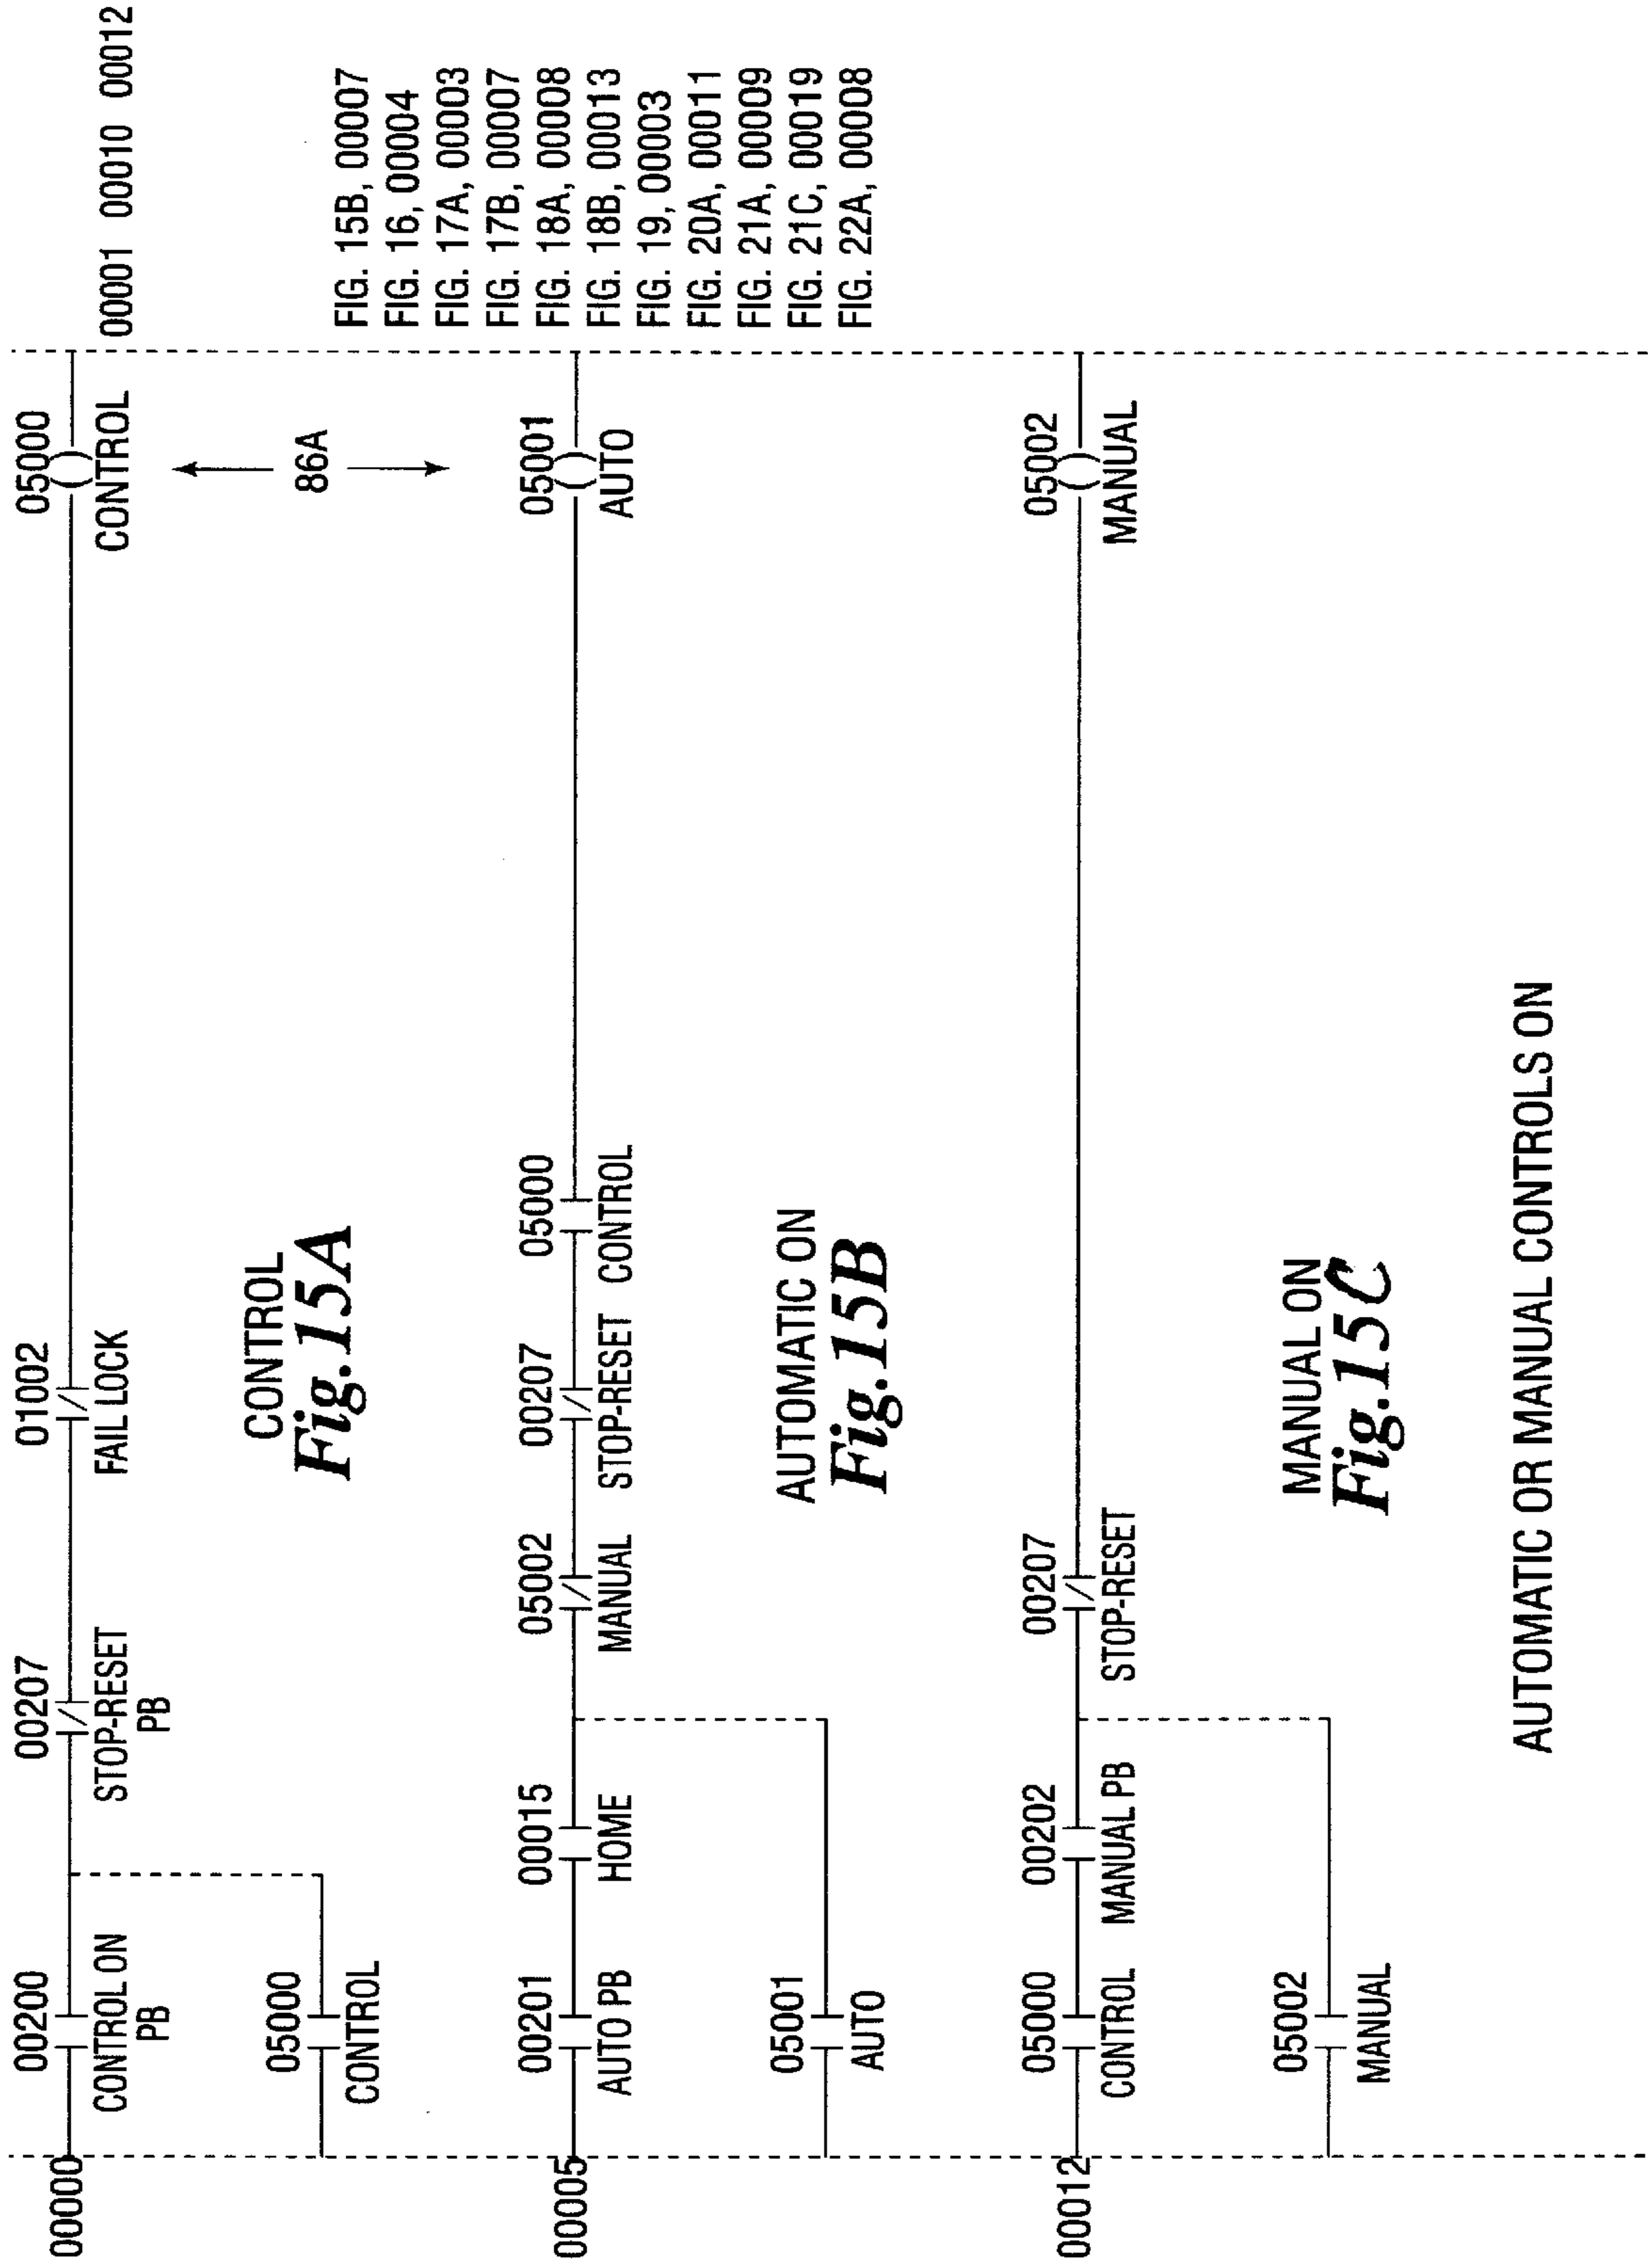 00000
00200
CONTROL ON
PB
00207
STOP-RESET
PB
01002
FAIL LOCK
05000
CONTROL
00001 00010 00012
05000
CONTROL
CONTROL
Fig.15A
86A
FIG. 15B, 00007
FIG. 16, 00004
FIG. 17A, 00003
FIG. 17B, 00007
FIG. 18A, 00008
FIG. 18B, 00013
FIG. 19, 00003
FIG. 20A, 00011
FIG. 21A, 00009
FIG. 21C, 00019
FIG. 22A, 00008
00005
00201
AUTO PB
00015
HOME
05002
MANUAL
00207
STOP-RESET
05000
CONTROL
05001
AUTO
05001
AUTO
AUTOMATIC ON
Fig.15B
00012
05000
CONTROL
00202
MANUAL PB
00207
STOP-RESET
05002
MANUAL
05002
MANUAL
MANUAL ON
Fig.15C
AUTOMATIC OR MANUAL CONTROLS ON